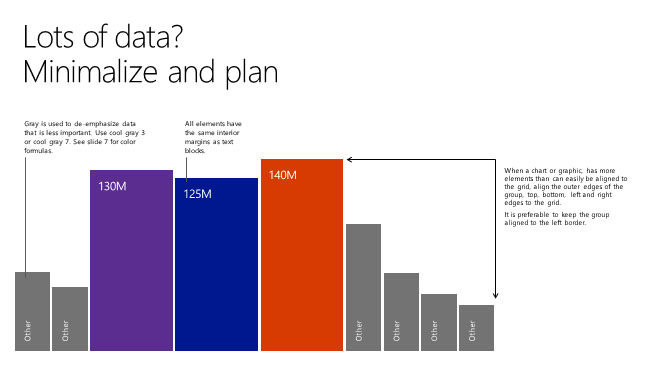 Lots of data?
Minimalize and plan
Gray is used to de-emphasize data
that is less important. Use cool gray 3
or cool gray 7. See slide 7 for color
formulas.
All elements have
the same interior
margins as text
blocks.
When a chart or graphic, has more
elements than can easily be aligned to
the grid, align the outer edges of the
group, top, bottom, left and right
edges to the grid.
It is preferable to keep the group
aligned to the left border.
130M
125M
140M
Other
Other
Other
Other
Other
Other